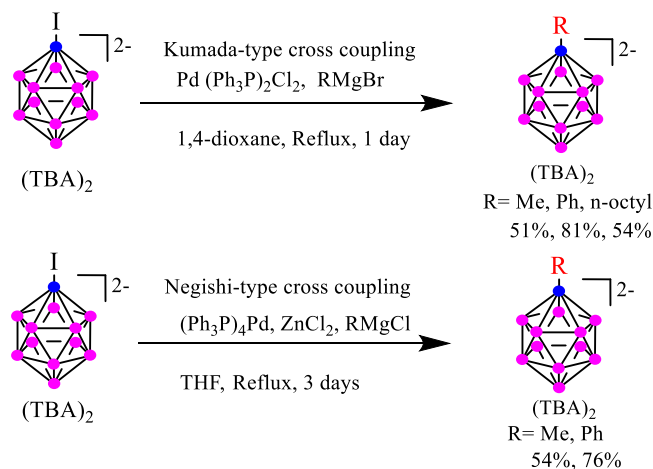 I
2-
Kumada-type cross coupling
Pd (Ph₃P)₂Cl₂, RMgBr
1,4-dioxane, Reflux, 1 day
(TBA)₂
R
2-
(TBA)₂
R= Me, Ph, n-octyl
51%, 81%, 54%
I
2-
Negishi-type cross coupling
(Ph₃P)₄Pd, ZnCl₂, RMgCl
THF, Reflux, 3 days
(TBA)₂
R
2-
(TBA)₂
R= Me, Ph
54%, 76%